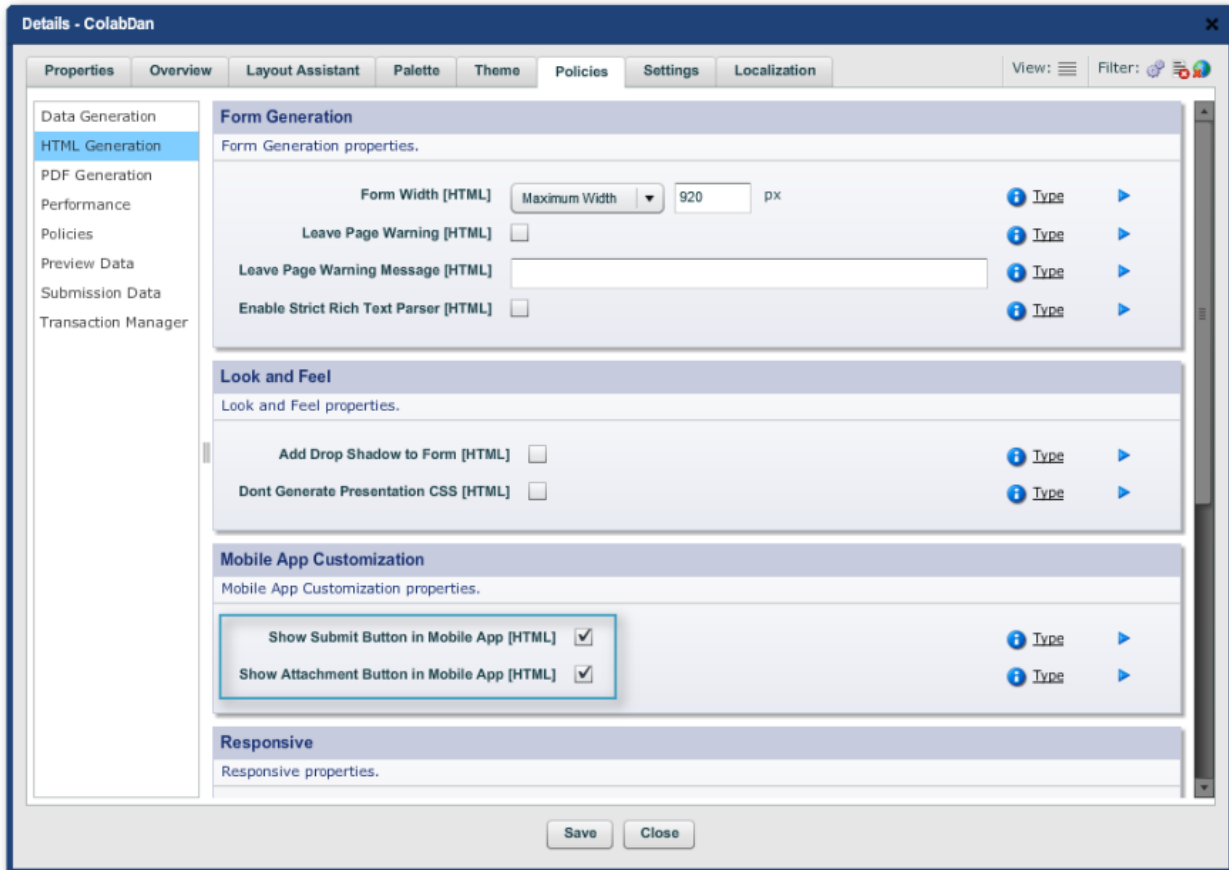 Details - ColabDan
Properties Overview Layout Assistant Palette Theme Policies Settings Localization View: Filter:
Data Generation
HTML Generation
PDF Generation
Performance
Policies
Preview Data
Submission Data
Transaction Manager
Form Generation
Form Generation properties.
Form Width [HTML] Maximum Width 920 px Type
Leave Page Warning [HTML] Type
Leave Page Warning Message [HTML] Type
Enable Strict Rich Text Parser [HTML] Type
Look and Feel
Look and Feel properties.
Add Drop Shadow to Form [HTML] Type
Dont Generate Presentation CSS [HTML] Type
Mobile App Customization
Mobile App Customization properties.
Show Submit Button in Mobile App [HTML] Type
Show Attachment Button in Mobile App [HTML] Type
Responsive
Responsive properties.
Save Close